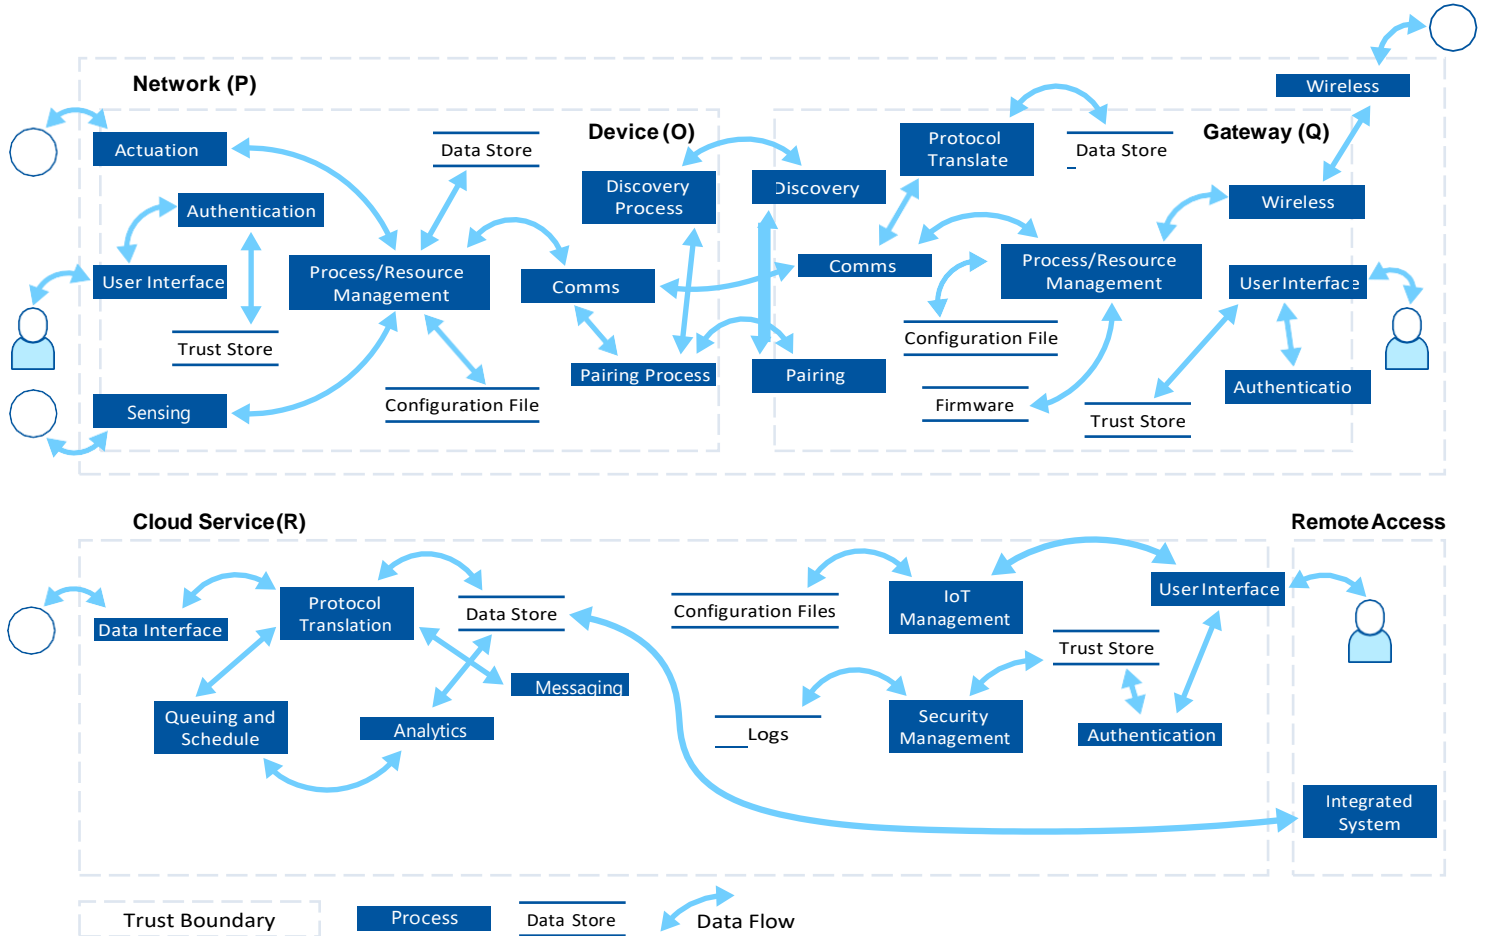 Network (P)
Wireless
Device (O)
Gateway (Q)
Actuation
Data Store
Protocol
Translate
Data Store
Discovery
Process
Discovery
Authentication
Wireless
User Interface
Process/Resource
Management
Comms
Comms
Process/Resource
Management
User Interface
Trust Store
Configuration File
Pairing Process
Pairing
Authenticatio
Sensing
Configuration File
Firmware
Trust Store
Cloud Service (R)
Remote Access
Data Interface
Protocol
Translation
Data Store
Configuration Files
IoT
Management
User Interface
Trust Store
Messaging
Queuing and
Schedule
Analytics
Logs
Security
Management
Authentication
Integrated
System
Trust Boundary
Process
Data Store
Data Flow